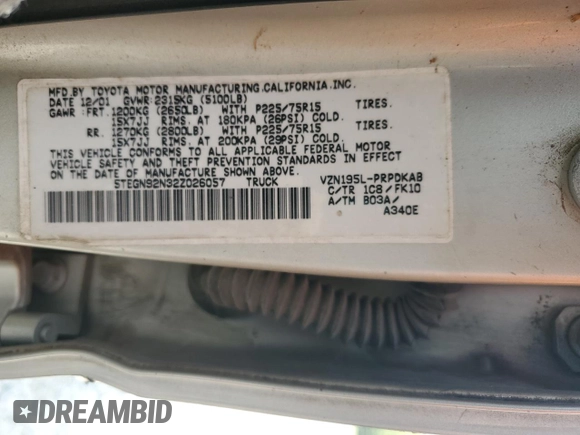 MFD.BY TOYOTA MOTOR MANUFACTURING.CALIFORNIA.INC.
DATE 12/01 GVWR:2315KG (5100LB)
GAWR: FRT.1200KG (2650LB) WITH P225/75R15 TIRES.
15X7JJ RIMS AT 180KPA (26PSI) COLD.
RR. 1270KG (2800LB) WITH P225/75R15 TIRES.
15X7JJ RIMS AT 200KPA (29PSI) COLD.
THIS VEHICLE CONFORMS TO ALL APPLICABLE FEDERAL MOTOR
VEHICLE SAFETY AND THEFT PREVENTION STANDARDS IN EFFECT
ON THE DATE OF MANUFACTURE SHOWN ABOVE.
5TEGN92N32Z026057 TRUCK VZN195L-PRPDKAB
C/TR 1C8 /FK10
A/TM B03A/
A340E
DREAMBID